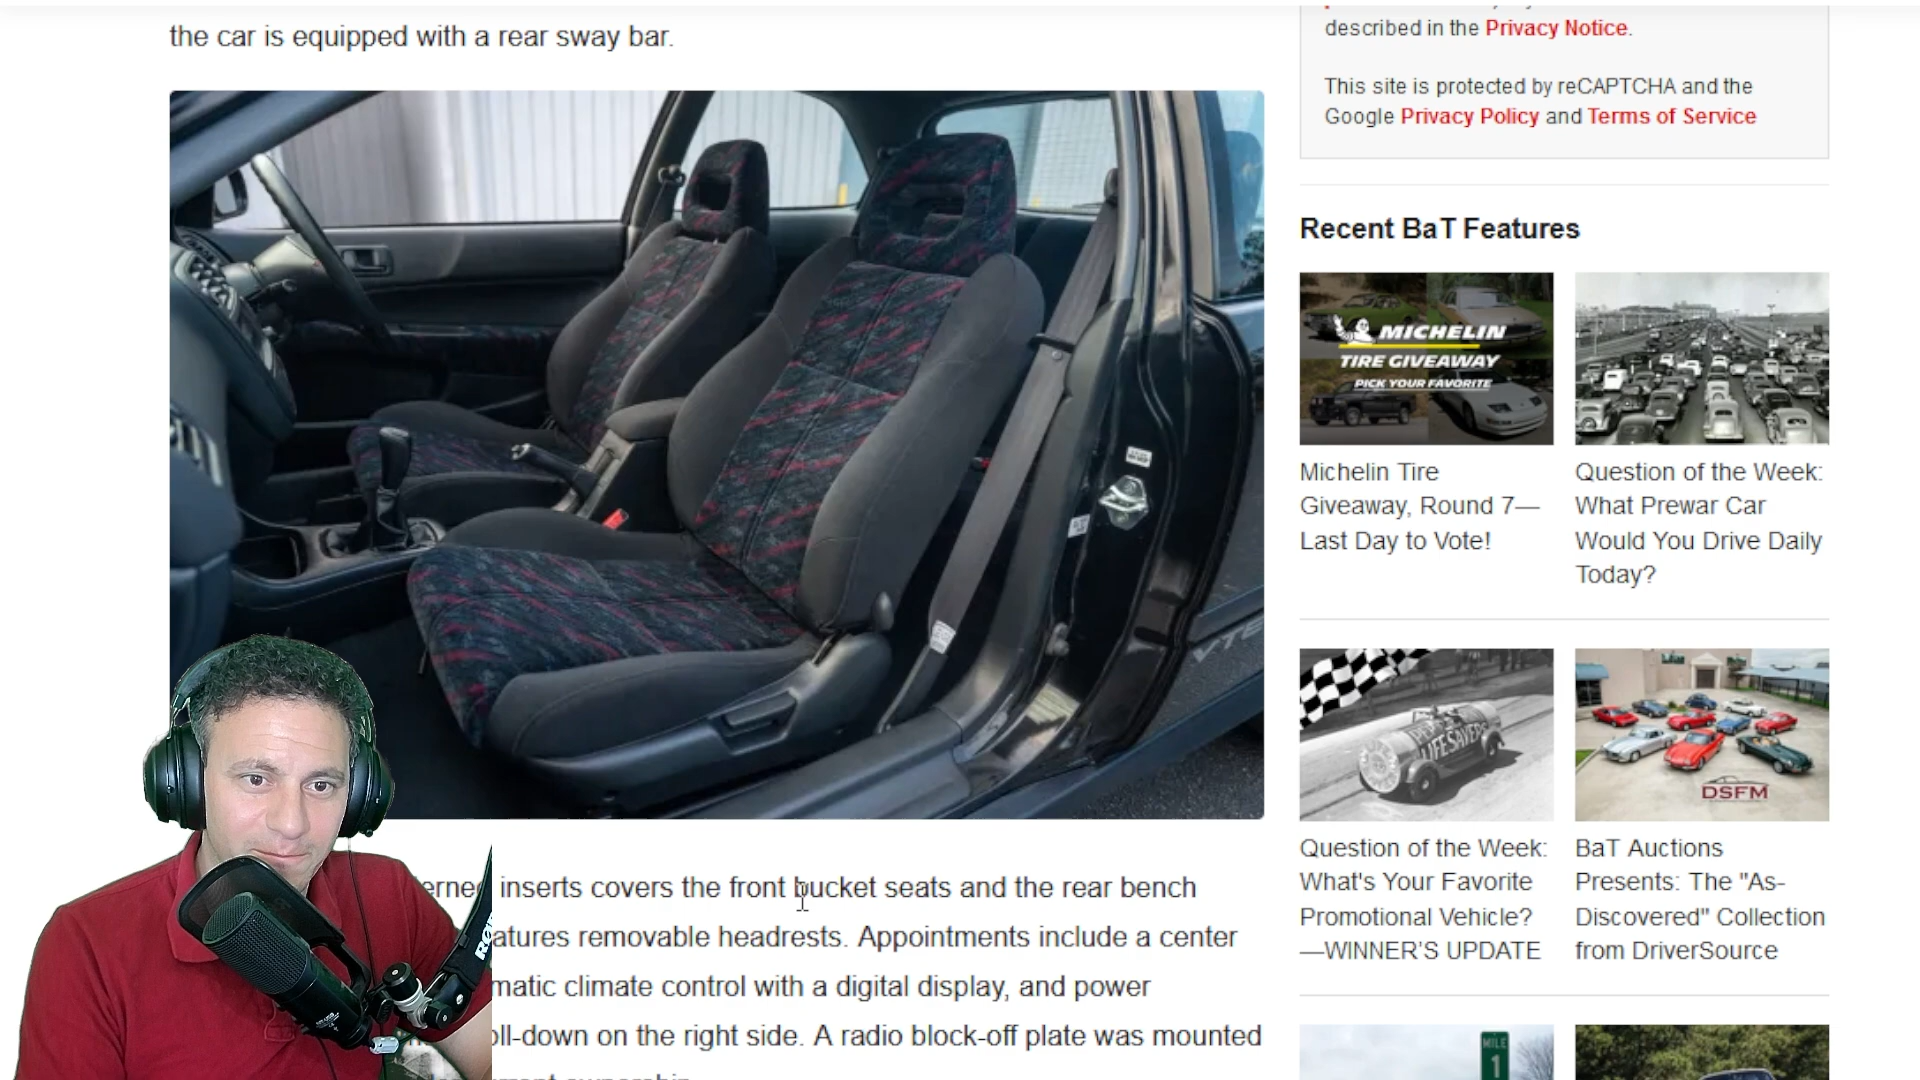 the car is equipped with a rear sway bar.
described in the Privacy Notice.
This site is protected by reCAPTCHA and the
Google Privacy Policy and Terms of Service
Recent BaT Features
MICHELIN
TIRE GIVEAWAY
PICK YOUR FAVORITE
Michelin Tire
Giveaway, Round 7—
Last Day to Vote!
Question of the Week:
What Prewar Car
Would You Drive Daily
Today?
LIFE SAVERS
DSFM
Question of the Week:
What's Your Favorite
Promotional Vehicle?
—WINNER'S UPDATE
BaT Auctions
Presents: The "As-
Discovered" Collection
from DriverSource
inserts covers the front bucket seats and the rear bench
removable headrests. Appointments include a center
climate control with a digital display, and power
on the right side. A radio block-off plate was mounted
MILE
1